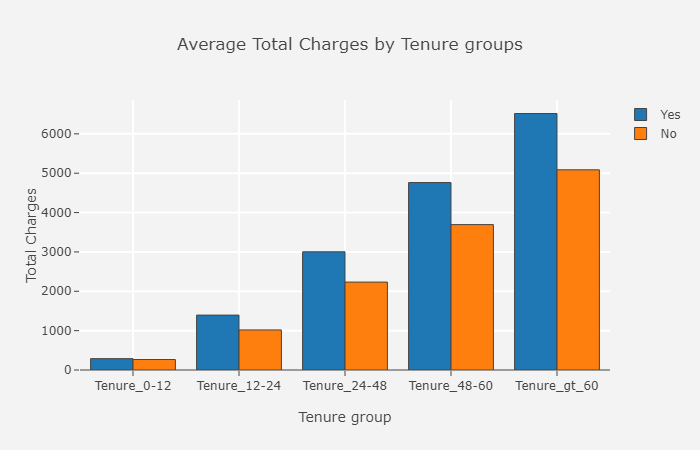 Average Total Charges by Tenure groups
Yes
No
Total Charges
6000
5000
4000
3000
2000
1000
0
Tenure_0-12
Tenure_12-24
Tenure_24-48
Tenure_48-60
Tenure_gt_60
Tenure group